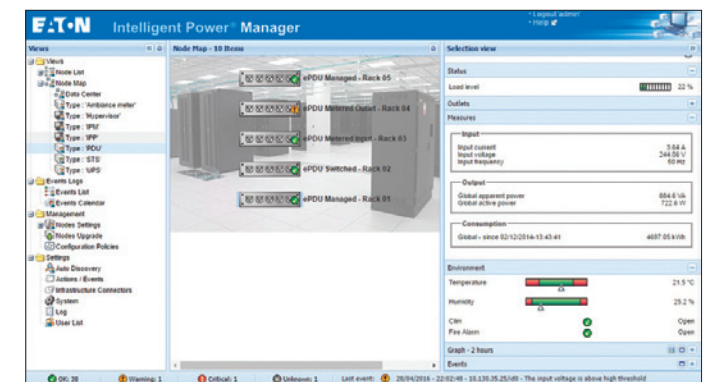 E·T·N Intelligent Power® Manager
Logout admin
Help
Views
Node Map - 10 Items
Selection view
Views
Node List
Node Map
Data Center
Type : 'Ambiance meter'
Type : 'Hypervisor'
Type : 'IPM'
Type : 'IPP'
Type : 'PDU'
Type : 'STS'
Type : 'UPS'
Events Logs
Events List
Events Calendar
Management
Nodes Settings
Nodes Upgrade
Configuration Policies
Settings
Auto Discovery
Actions / Events
Infrastructure Connectors
System
Log
User List
ePDU Managed - Rack 05
ePDU Metered Outlet - Rack 04
ePDU Metered Input - Rack 03
ePDU Switched - Rack 02
ePDU Managed - Rack 01
Status
Load level 22 %
Outlets
Measures
Input
Input current 3.64 A
Input voltage 244.06 V
Input frequency 50 Hz
Output
Global apparent power 884.6 VA
Global active power 722.6 W
Consumption
Global - since 02/12/2014-13:43:41 4697.05 kWh
Environment
Temperature 21.5 °C
Humidity 25.2 %
Clim Open
Fire Alarm Open
Graph - 2 hours
Events
OK: 38 Warning: 1 Critical: 1 Unknown: 1 Last event: 28/04/2016 - 22:02:48 - 10.130.35.25/id0 - The input voltage is above high threshold